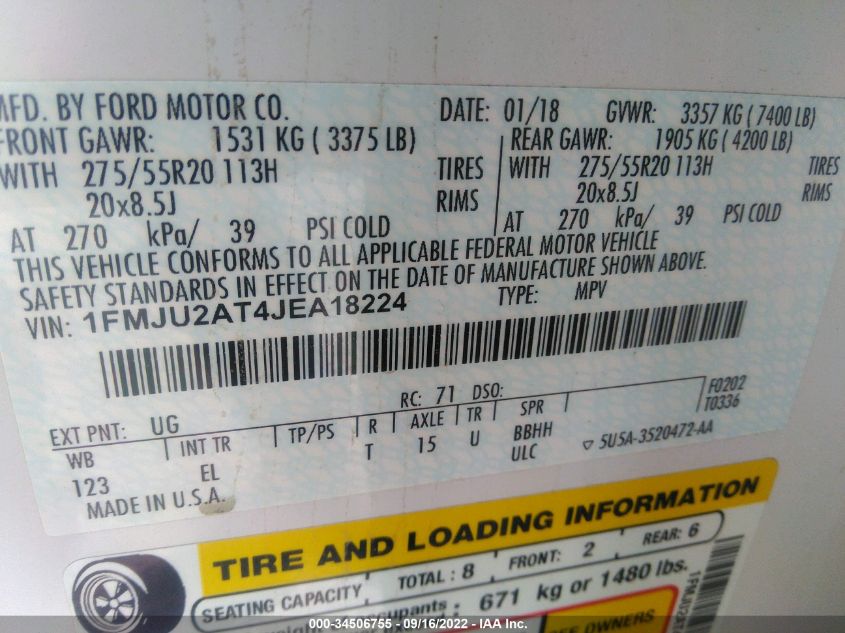 MFD. BY FORD MOTOR CO. DATE: 01/18 GVWR: 3357 KG ( 7400 LB)
FRONT GAWR: 1531 KG ( 3375 LB) REAR GAWR: 1905 KG ( 4200 LB)
WITH 275/55R20 113H TIRES WITH 275/55R20 113H TIRES
20x8.5J RIMS 20x8.5J RIMS
AT 270 kPa/ 39 PSI COLD AT 270 kPa/ 39 PSI COLD
THIS VEHICLE CONFORMS TO ALL APPLICABLE FEDERAL MOTOR VEHICLE
SAFETY STANDARDS IN EFFECT ON THE DATE OF MANUFACTURE SHOWN ABOVE.
VIN: 1FMJU2AT4JEA18224 TYPE: MPV
EXT PNT: UG RC: 71 DSO: F0202
T0336
WB INT TR TP/PS R AXLE TR SPR
123 EL T 15 U BBHH
ULC
5U5A-3520472-AA
MADE IN U.S.A.
TIRE AND LOADING INFORMATION
SEATING CAPACITY TOTAL : 8 FRONT: 2 REAR: 6
671 kg or 1480 lbs.
OWNERS
000-34506755 - 09/16/2022 - IAA Inc.